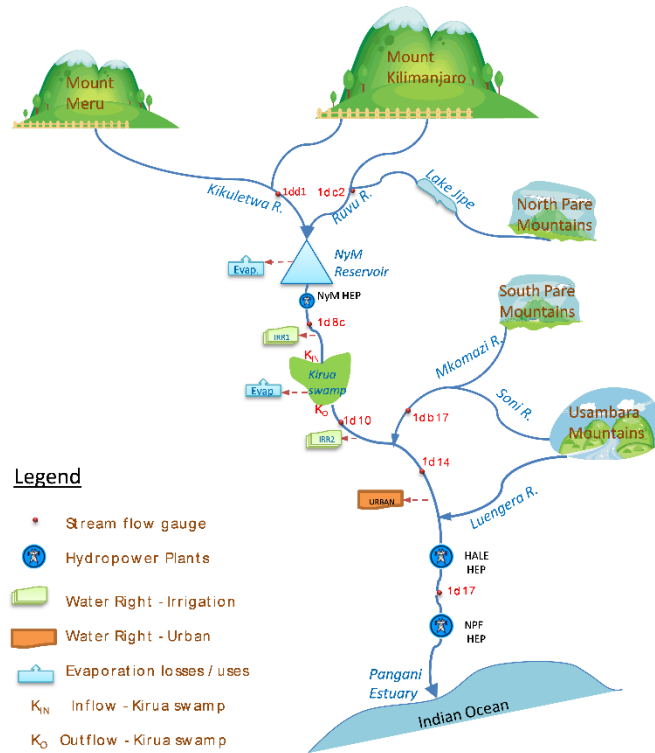 Mount
Meru
Mount
Kilimanjaro
Kikuletwa R.
1dd1
1dc2
Ruvu R.
Lake Jipe
North Pare
Mountains
NyM
Reservoir
Evap.
NyM HEP
South Pare
Mountains
1d8c
IRR1
KIN
Mkomazi R.
Kirua
swamp
Evap
Soni R.
Usambara
Mountains
KO
1d10
1db17
IRR2
1d14
Legend
URBAN
Luengera R.
Stream flow gauge
Hydropower Plants
HALE
HEP
1d17
Water Right - Irrigation
NPF
HEP
Water Right - Urban
Evaporation losses / uses
Pangani
Estuary
KIN Inflow - Kirua swamp
Indian Ocean
KO Outflow - Kirua swamp